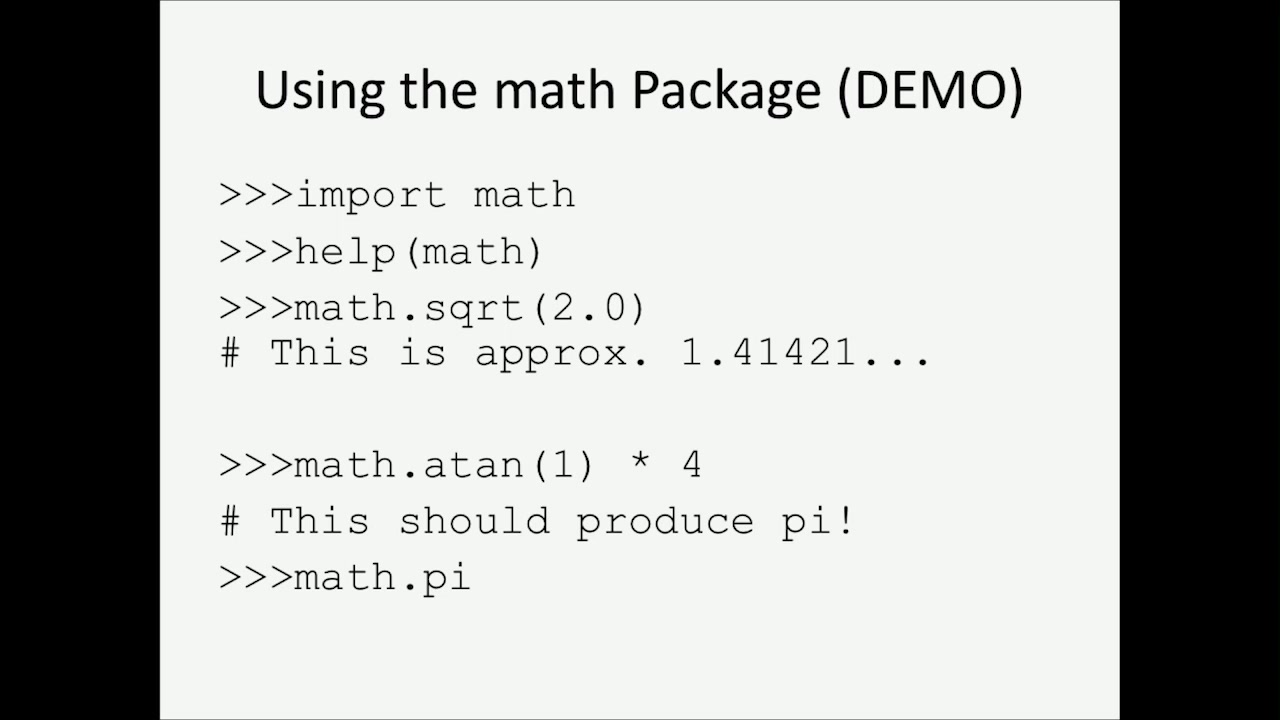 Using the math Package (DEMO)
>>>import math
>>>help(math)
>>>math.sqrt(2.0)
# This is approx. 1.41421...
>>>math.atan(1) * 4
# This should produce pi!
>>>math.pi